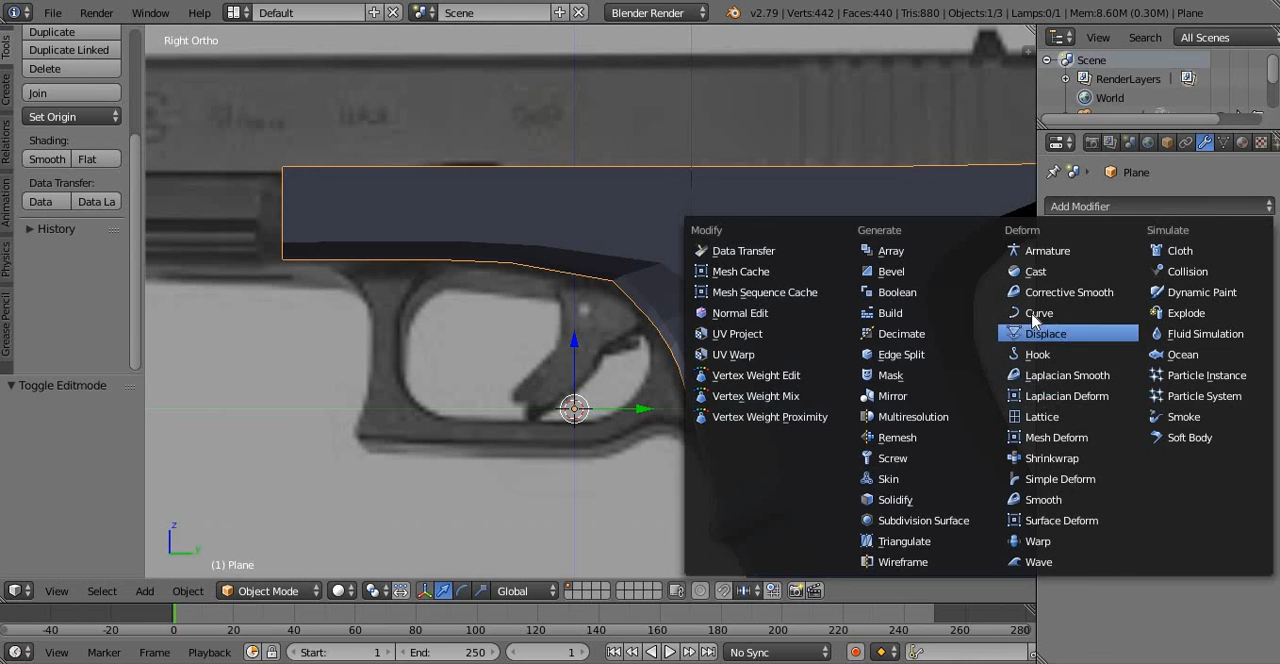 File Render Window Help Default Scene Blender Render v2.79 | Verts:442 | Faces:440 | Tris:880 | Objects:1/3 | Lamps:0/1 | Mem:8.60M (0.30M) | Plane
Tools
Create
Relations
Animation
Physics
Grease Pencil
Duplicate
Duplicate Linked
Delete
Join
Set Origin
Shading:
Smooth Flat
Data Transfer:
Data Data La
History
Toggle Editmode
Right Ortho
z
y
(1) Plane
View Search All Scenes
Scene
RenderLayers
World
Plane
Add Modifier
Modify
Data Transfer
Mesh Cache
Mesh Sequence Cache
Normal Edit
UV Project
UV Warp
Vertex Weight Edit
Vertex Weight Mix
Vertex Weight Proximity
Generate
Array
Bevel
Boolean
Build
Decimate
Edge Split
Mask
Mirror
Multiresolution
Remesh
Screw
Skin
Solidify
Subdivision Surface
Triangulate
Wireframe
Deform
Armature
Cast
Corrective Smooth
Curve
Displace
Hook
Laplacian Smooth
Laplacian Deform
Lattice
Mesh Deform
Shrinkwrap
Simple Deform
Smooth
Surface Deform
Warp
Wave
Simulate
Cloth
Collision
Dynamic Paint
Explode
Fluid Simulation
Ocean
Particle Instance
Particle System
Smoke
Soft Body
View Select Add Object Object Mode Global
-40 -20 0 20 40 60 80 100 120 140 160 180 200 220 240 260 280
View Marker Frame Playback Start: 1 End: 250 1 No Sync